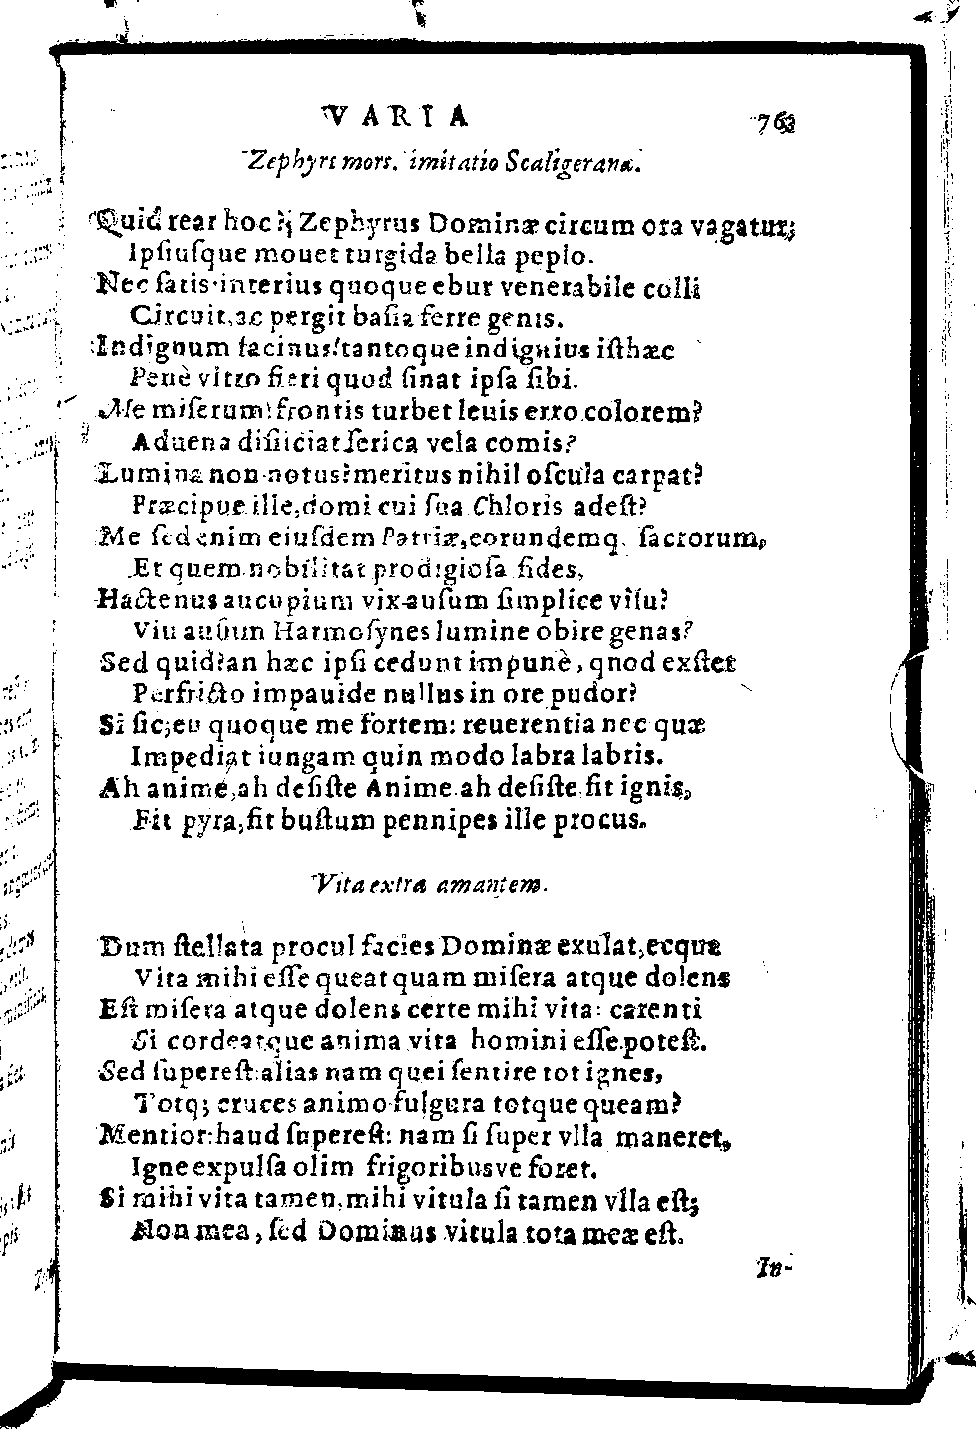 VARIA 763
Zephyri mors. imitatio Scaligerana.
Quid rear hoc ?; Zephyrus Dominæ circum ora vagatur;
Ipſiuſque mouet turgida bella peplo.
Nec ſatis interius quoque ebur venerabile colli
Circuit, ac pergit baſia ferre genis.
Indignum facinus! tantoque indignius iſthæc
Penè vltro fieri quod ſinat ipſa ſibi.
Me miſerum! frontis turbet leuis erro colorem?
Aduena diſiiciat ſerica vela comis?
Lumina non notus? meritus nihil oſcula carpat?
Præcipue ille, domi cui ſua Chloris adeſt?
Me ſed enim eiuſdem Patriæ, eorundemq. ſacrorum,
Et quem nobilitat prodigioſa fides,
Hactenus aucupium vix auſum ſimplice viſu?
Viu auſum Harmoſynes lumine obire genas?
Sed quid? an hæc ipſi cedunt impunè, qnod exſtet
Perfricto impauide nullus in ore pudor?
Si ſic; eu quoque me fortem: reuerentia nec quæ
Impediat iungam quin modo labra labris.
Ah anime, ah deſiſte Anime. ah deſiſte. fit ignis,
Fit pyra, fit buſtum pennipes ille procus.
Vita extra amantem.
Dum ſtellata procul facies Dominæ exulat, ecquæ
Vita mihi eſſe queat quam miſera atque dolens
Eſt miſera atque dolens certe mihi vita: carenti
Si corde atque anima vita homini eſſe poteſt.
Sed ſupereſt: alias nam quei ſentire tot ignes,
Totq; cruces animo fulgura totque queam?
Mentior: haud ſupereſt: nam ſi ſuper vlla maneret,
Igne expulſa olim frigoribusve foret.
Si mihi vita tamen, mihi vitula ſi tamen vlla eſt;
Non mea, ſed Dominus vitula tota meæ eſt.
In-